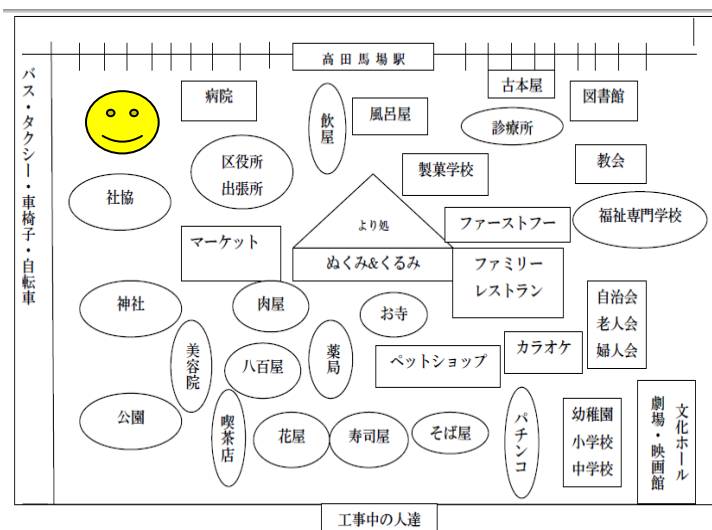 高田馬場駅
バス・タクシー・車椅子・自転車
病院
飲屋
風呂屋
古本屋
図書館
診療所
区役所
出張所
製菓学校
教会
社協
より処
ファーストフー
福祉専門学校
マーケット
ぬくみ&くるみ
ファミリー
レストラン
神社
肉屋
お寺
自治会
老人会
婦人会
美容院
八百屋
薬局
ペットショップ
カラオケ
公園
喫茶店
花屋
寿司屋
そば屋
パチンコ
幼稚園
小学校
中学校
文化ホール
劇場・映画館
工事中の人達